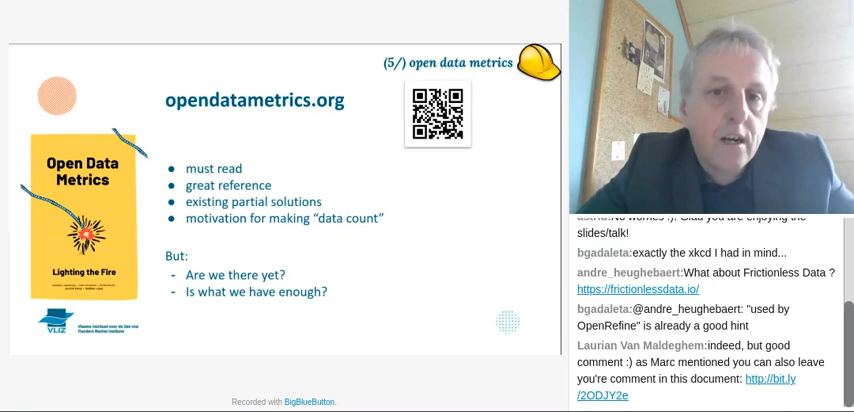 (5/) open data metrics
opendatametrics.org
Open Data
Metrics
Lighting the Fire
● must read
● great reference
● existing partial solutions
● motivation for making “data count”
But:
- Are we there yet?
- Is what we have enough?
VLIZ
Vlaams Instituut voor de Zee vzw
Flanders Marine Institute
Recorded with BigBlueButton.
slides/talk!
bgadaleta:exactly the xkcd I had in mind...
andre_heughebaert:What about Frictionless Data ?
https://frictionlessdata.io/
bgadaleta:@andre_heughebaert: "used by
OpenRefine" is already a good hint
Laurian Van Maldeghem:indeed, but good
comment :) as Marc mentioned you can also leave
you're comment in this document: http://bit.ly
/2ODJY2e